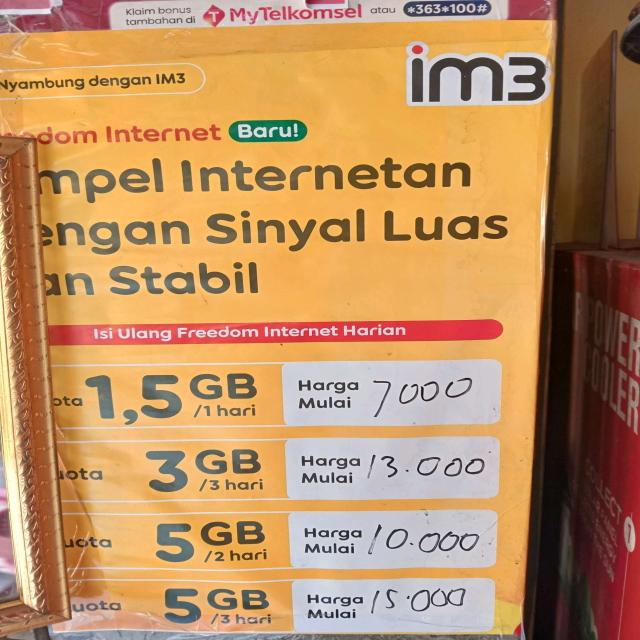 Klaim bonus
tambahan di MyTelkomsel atau *363*100#
Nyambung dengan IM3
im3
Internet Baru!
Internetan
Sinyal Luas
Stabil
Isi Ulang Freedom Internet Harian
1,5 GB /1 hari Harga Mulai 7000
3 GB /3 hari Harga Mulai 13.000
5 GB /2 hari Harga Mulai 10.000
5 GB /3 hari Harga Mulai 15.000
POWER
COOLER